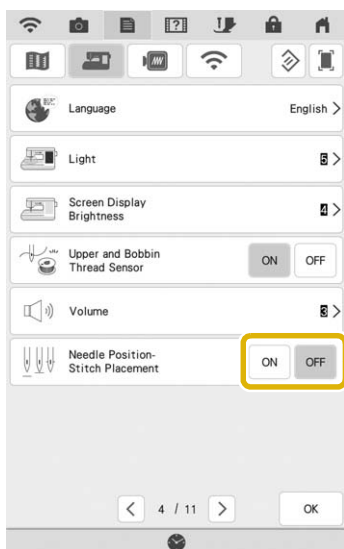 Language English >
Light 5 >
Screen Display
Brightness 4 >
Upper and Bobbin
Thread Sensor ON OFF
Volume 3 >
Needle Position-
Stitch Placement ON OFF
< 4 / 11 > OK